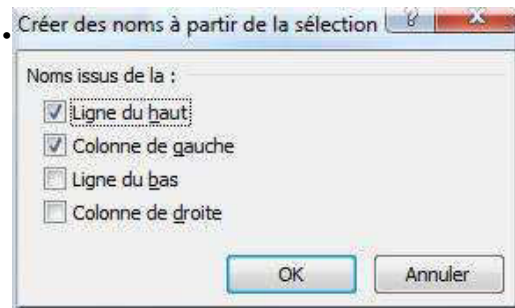 Créer des noms à partir de la sélection
Noms issus de la :
Ligne du haut
Colonne de gauche
Ligne du bas
Colonne de droite
OK Annuler